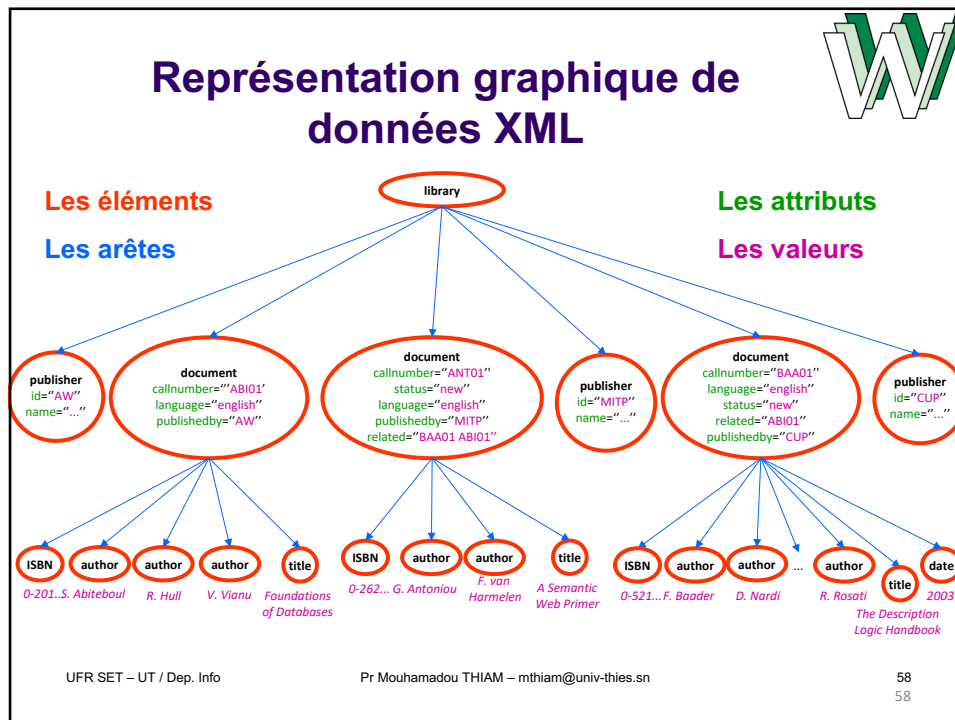 Représentation graphique de
données XML
Les éléments
Les arêtes
library
Les attributs
Les valeurs
publisher
id=‘’AW’’
name=‘’...’’
document
callnumber=‘’’ABI01’
language=‘’english’’
publishedby=‘’AW’’
document
callnumber=‘’ANT01’’
status=‘’new’’
language=‘’english’’
publishedby=‘’MITP’’
related=‘’BAA01 ABI01’’
publisher
id=‘’MITP’’
name=‘’...’’
document
callnumber=‘’BAA01’’
language=‘’english’’
status=‘’new’’
related=‘’ABI01’’
publishedby=‘’CUP’’
publisher
id=‘’CUP’’
name=‘’...’’
ISBN
author
author
author
title
0-201...
S. Abiteboul
R. Hull
V. Vianu
Foundations
of Databases
ISBN
author
author
title
0-262...
G. Antoniou
F. van
Harmelen
A Semantic
Web Primer
ISBN
author
author
...
author
title
date
0-521...
F. Baader
D. Nardi
R. Rosati
The Description
Logic Handbook
2003
UFR SET – UT / Dep. Info
Pr Mouhamadou THIAM – mthiam@univ-thies.sn
58
58